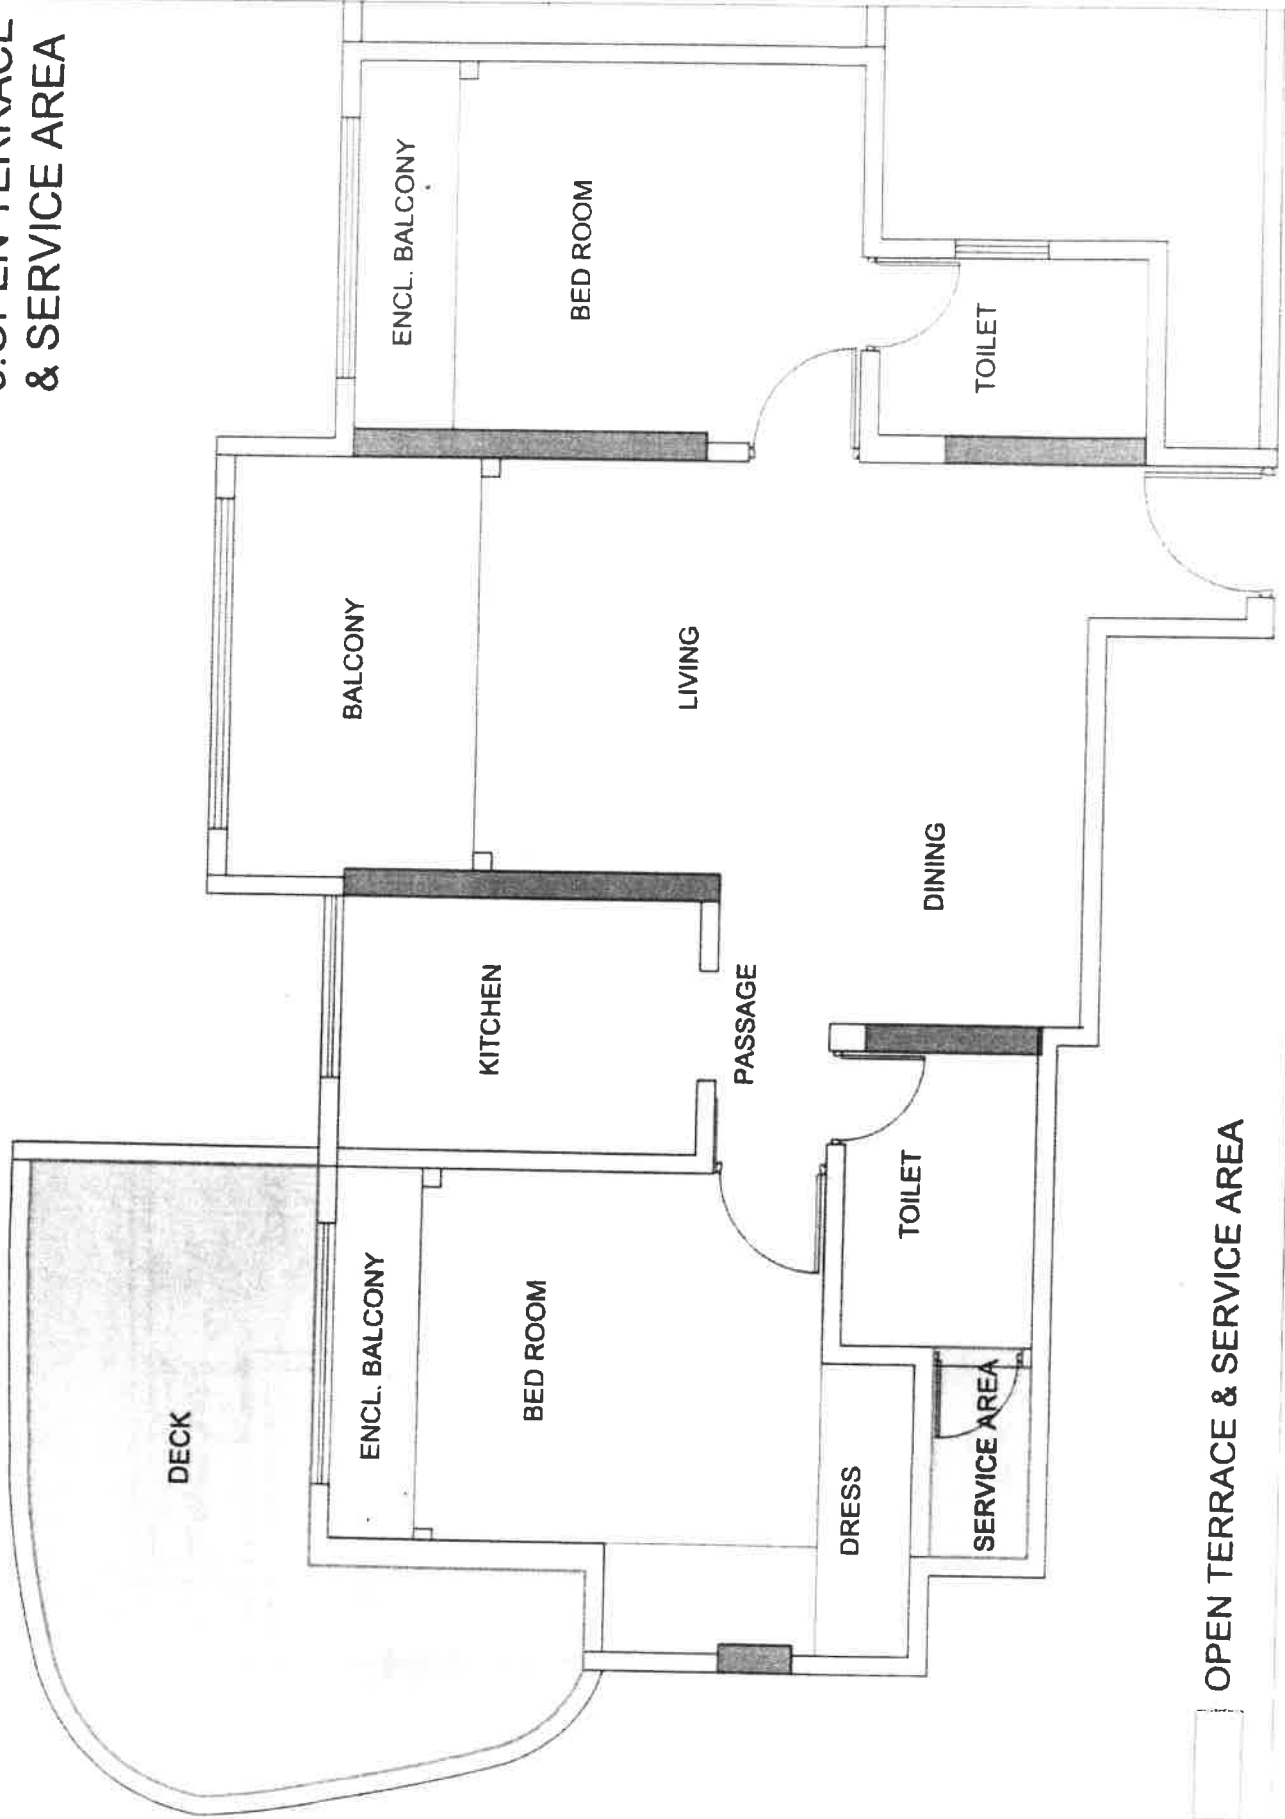 & SERVICE AREA
DECK
ENCL. BALCONY
BED ROOM
DRESS
SERVICE AREA
TOILET
KITCHEN
PASSAGE
DINING
BALCONY
LIVING
ENCL. BALCONY
BED ROOM
TOILET
OPEN TERRACE & SERVICE AREA